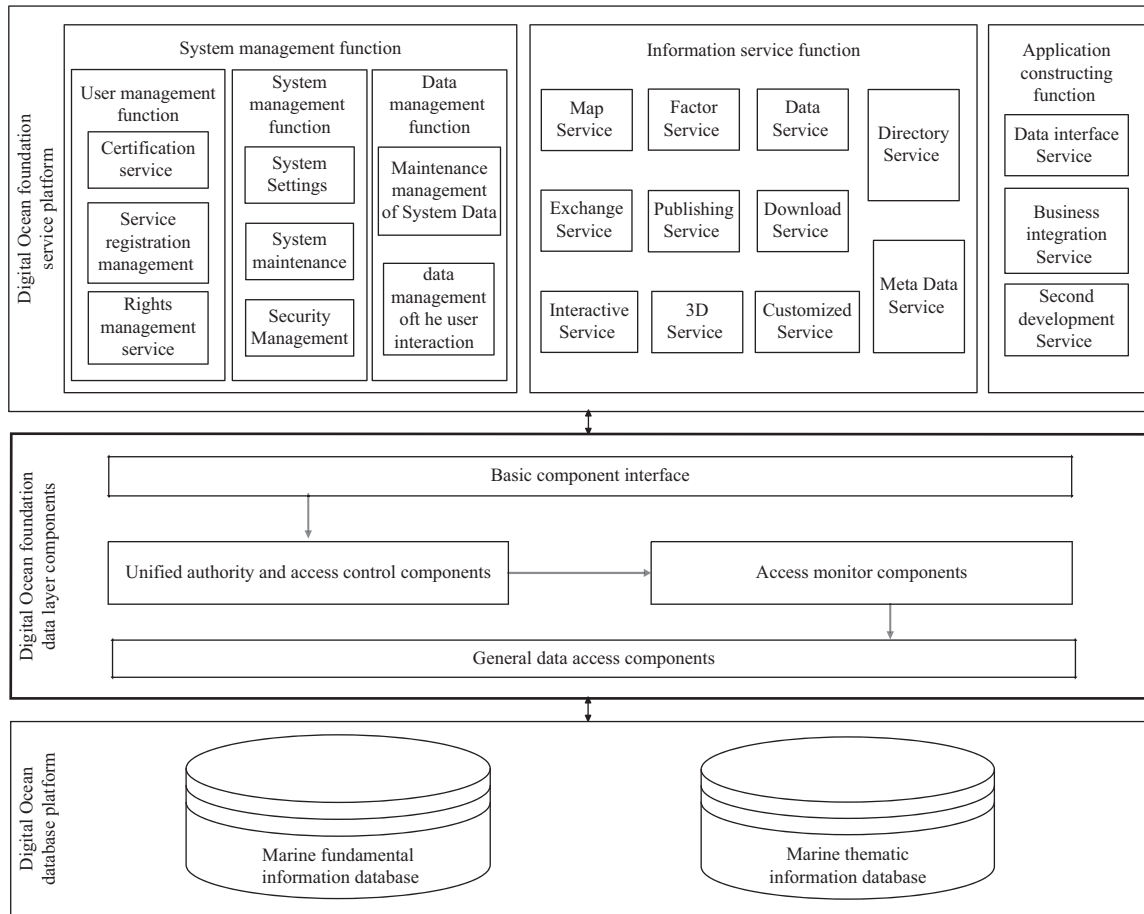 Digital Ocean foundation
service platform
System management function
User management
function
Certification
service
Service
registration
management
Rights
management
service
System
management
function
System
Settings
System
maintenance
Security
Management
Data
management
function
Maintenance
management
of System Data
data
management
oft he user
interaction
Information service function
Map
Service
Factor
Service
Data
Service
Directory
Service
Exchange
Service
Publishing
Service
Download
Service
Meta Data
Service
Interactive
Service
3D
Service
Customized
Service
Application
constructing
function
Data interface
Service
Business
integration
Service
Second
development
Service
Digital Ocean foundation
data layer components
Basic component interface
Unified authority and access control components
Access monitor components
General data access components
Digital Ocean
database platform
Marine fundamental
information database
Marine thematic
information database